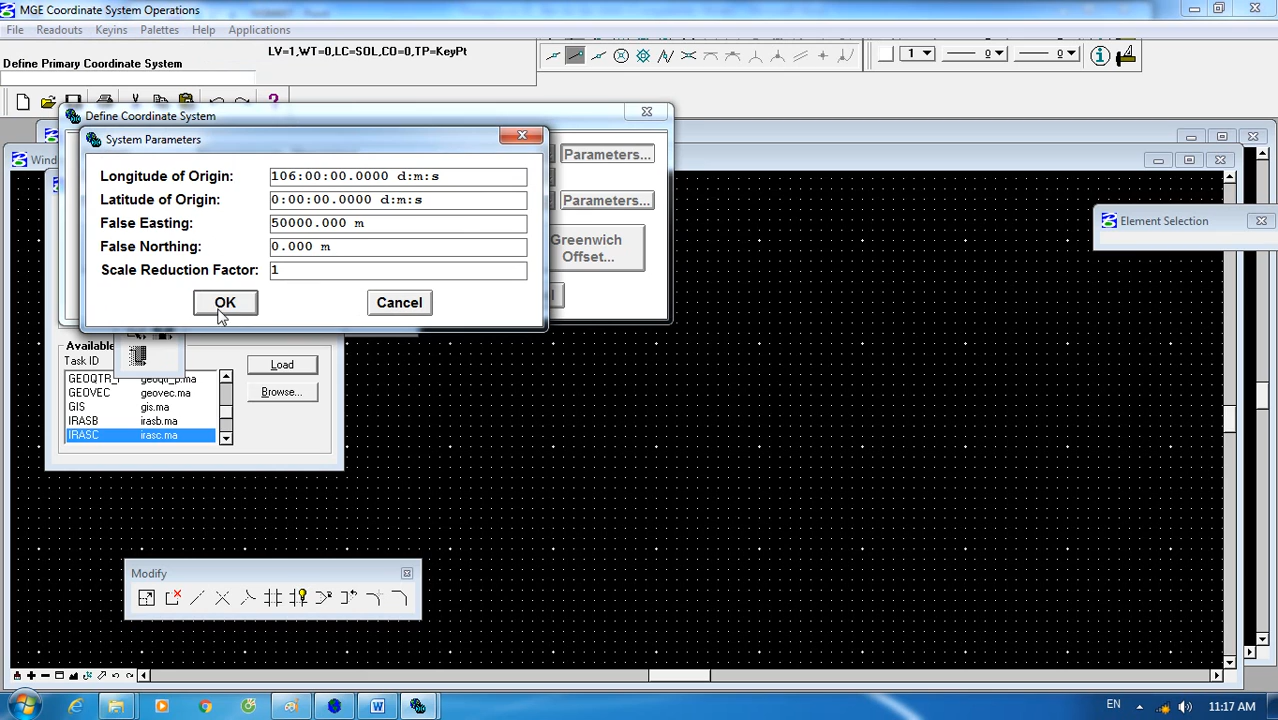 MGE Coordinate System Operations
File Readouts Keyins Palettes Help Applications
LV=1,WT=0,LC=SOL,CO=0,TP=KeyPt
Define Primary Coordinate System
1 0 0
Define Coordinate System
System Parameters
Longitude of Origin: 106:00:00.0000 d:m:s
Latitude of Origin: 0:00:00.0000 d:m:s
False Easting: 50000.000 m
False Northing: 0.000 m
Scale Reduction Factor: 1
OK Cancel
Parameters...
Parameters...
Greenwich
Offset...
Wind
Element Selection
Available
Task ID
GEOVEC geovec.ma
GIS gis.ma
IRASB irasb.ma
IRASC irasc.ma
Load
Browse...
Modify
EN 11:17 AM